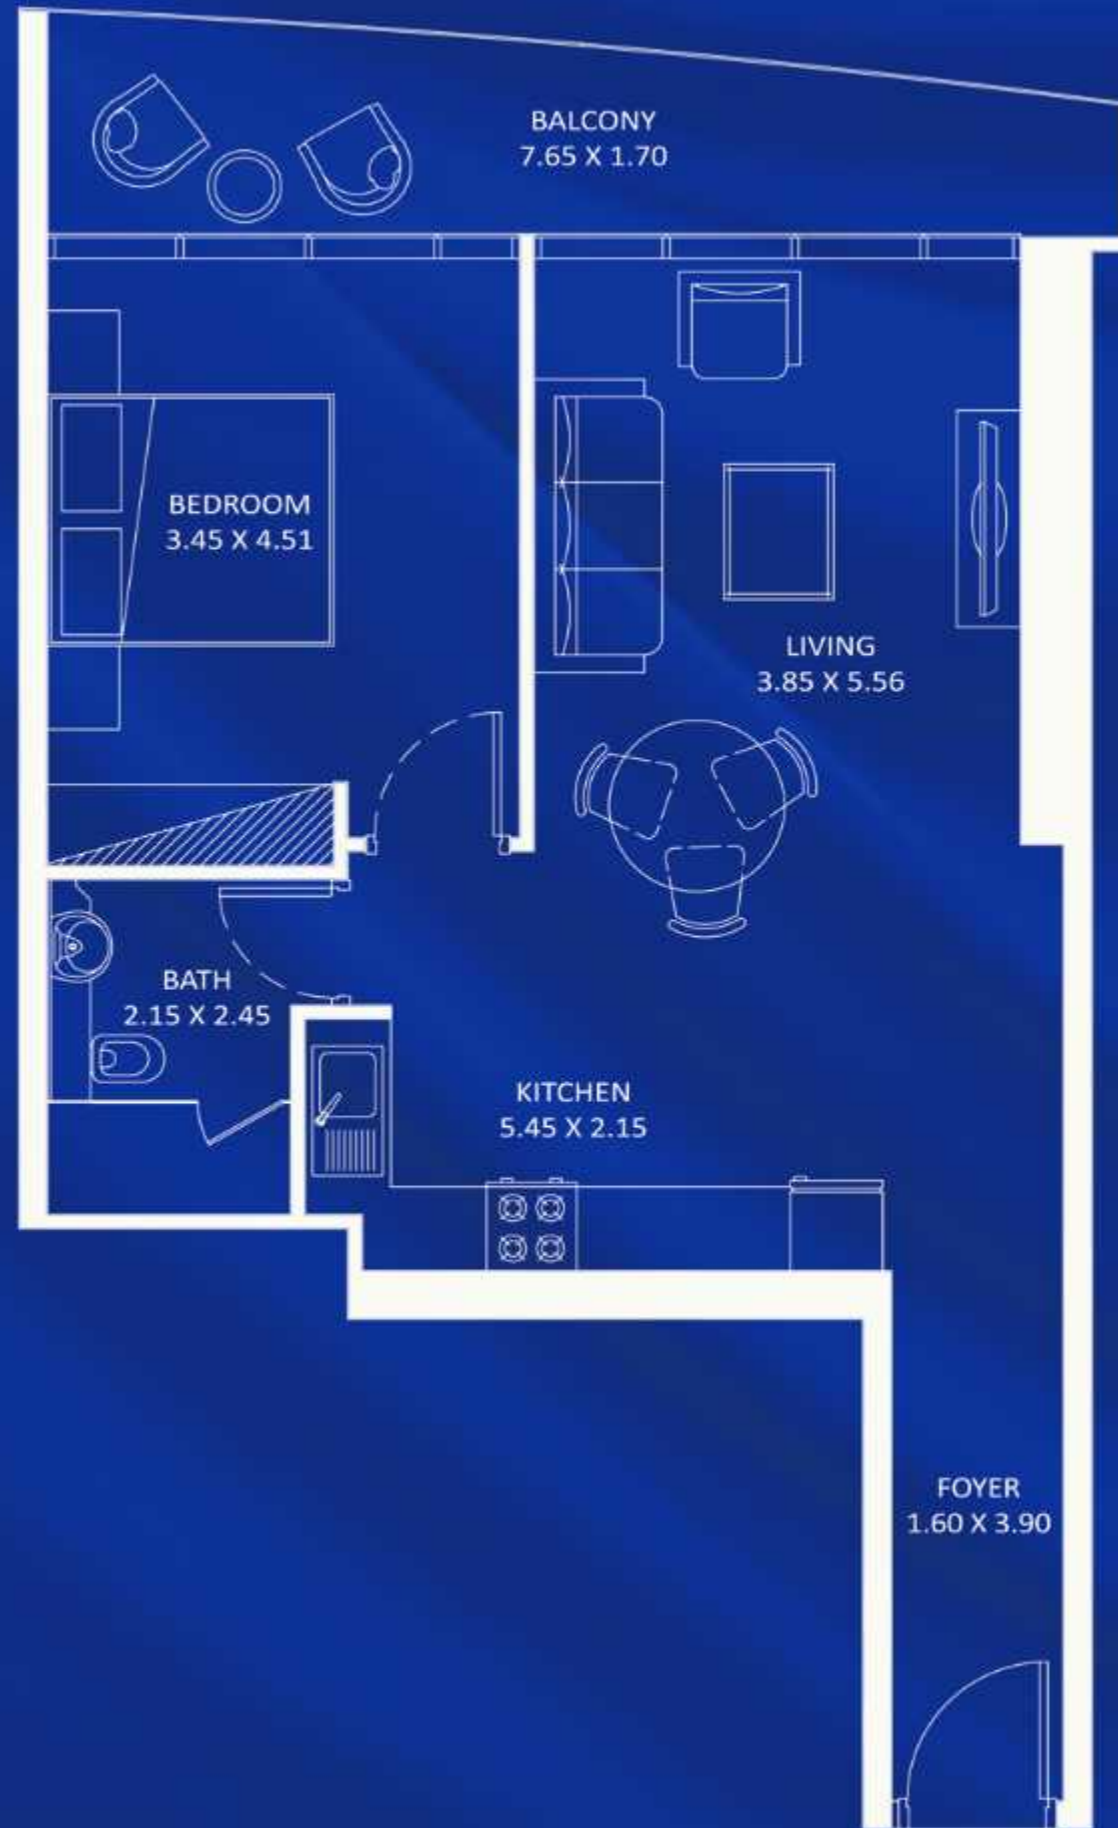 BALCONY
7.65 X 1.70
BEDROOM
3.45 X 4.51
LIVING
3.85 X 5.56
BATH
2.15 X 2.45
KITCHEN
5.45 X 2.15
FOYER
1.60 X 3.90